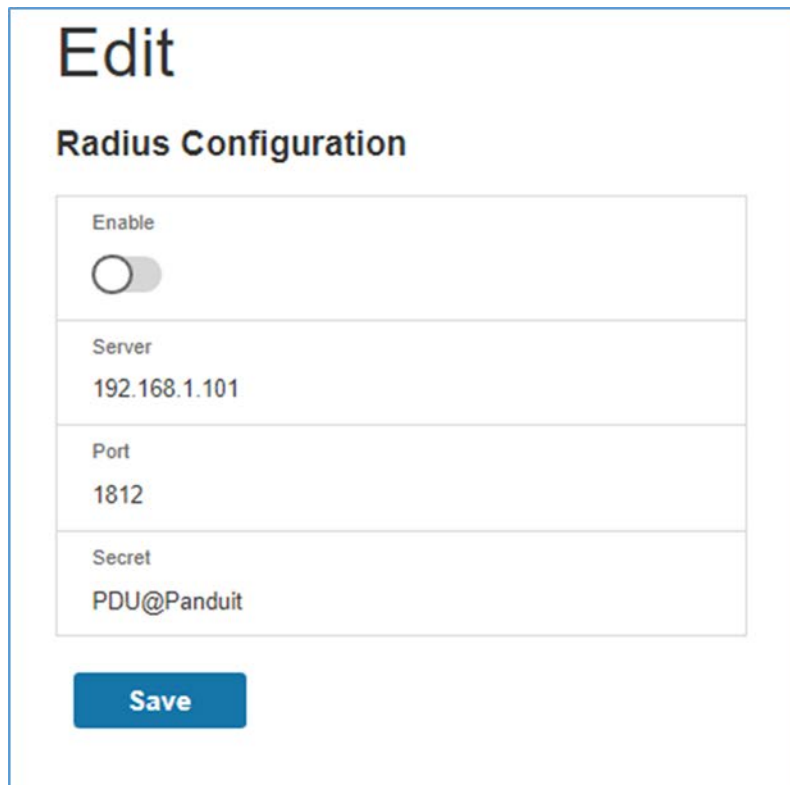 Edit
Radius Configuration
Enable
Server
192.168.1.101
Port
1812
Secret
PDU@Panduit
Save